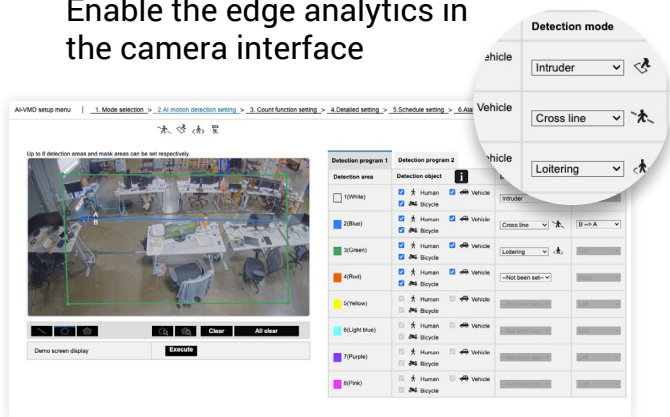 Enable the edge analytics in
the camera interface
Detection mode
Vehicle
Intruder
Cross line
Loitering
AI-VMD setup menu | 1. Mode selection > 2.AI motion detection setting > 3. Count function setting > 4.Detailed setting > 5.Schedule setting > 6.Ala
Up to 8 detection areas and mask areas can be set respectively.
Detection program 1 Detection program 2
Detection area Detection object i
1(White) Human Vehicle Intruder
Bicycle
2(Blue) Human Vehicle Cross line B --> A
Bicycle
3(Green) Human Vehicle Loitering
Bicycle
4(Red) Human Vehicle --Not been set--
Bicycle
5(Yellow) Human Vehicle
Bicycle
6(Light blue) Human Vehicle
Bicycle
7(Purple) Human Vehicle
Bicycle
8(Pink) Human Vehicle
Bicycle
A
B
Clear All clear
Demo screen display Execute